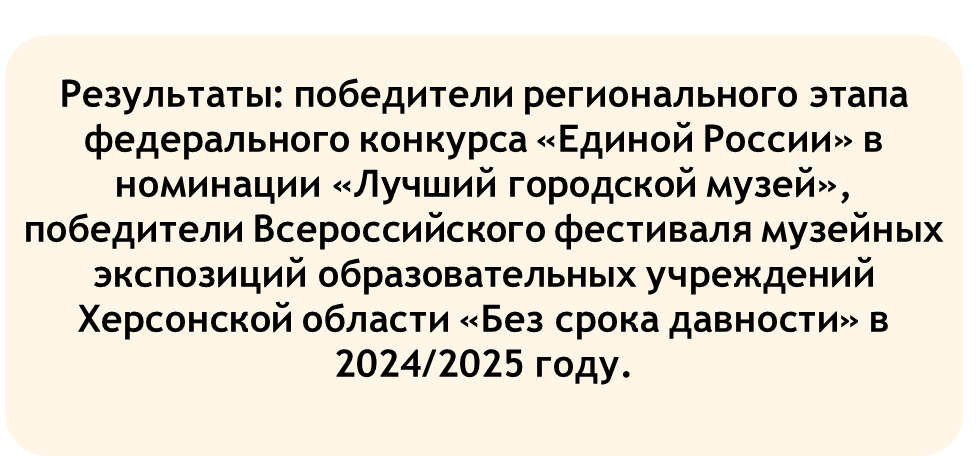 Результаты: победители регионального этапа
федерального конкурса «Единой России» в
номинации «Лучший городской музей»,
победители Всероссийского фестиваля музейных
экспозиций образовательных учреждений
Херсонской области «Без срока давности» в
2024/2025 году.